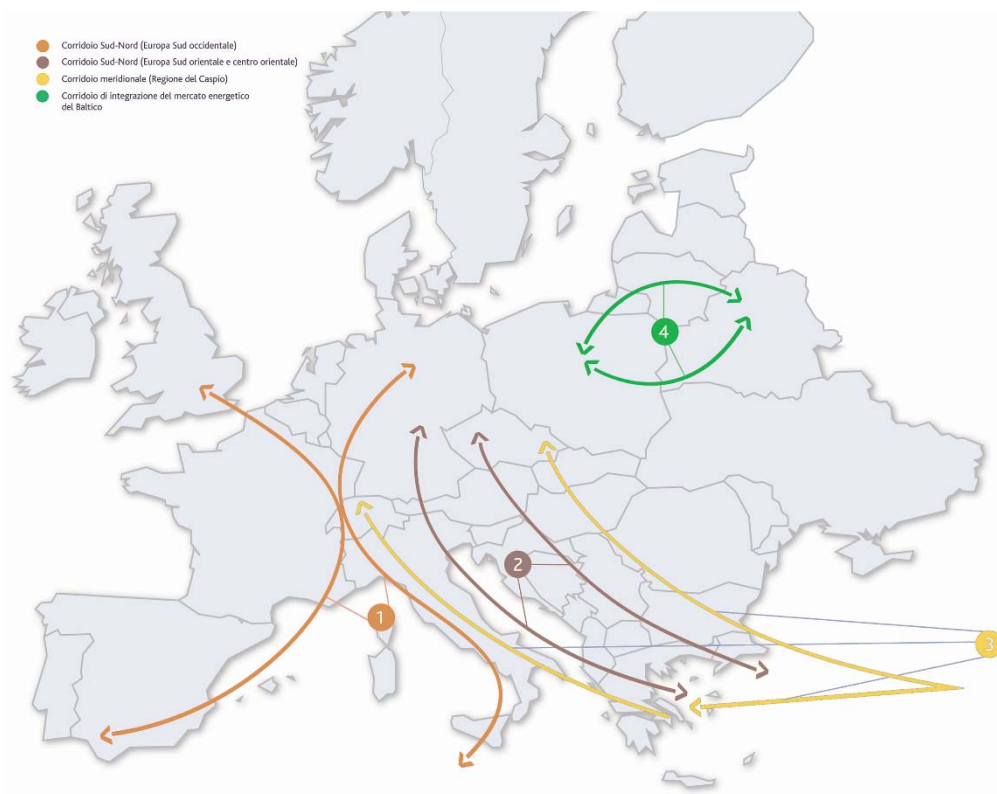 Corridoio Sud-Nord (Europa Sud occidentale)
Corridoio Sud-Nord (Europa Sud orientale e centro orientale)
Corridoio meridionale (Regione del Caspio)
Corridoio di integrazione del mercato energetico
del Baltico
4
2
1
3